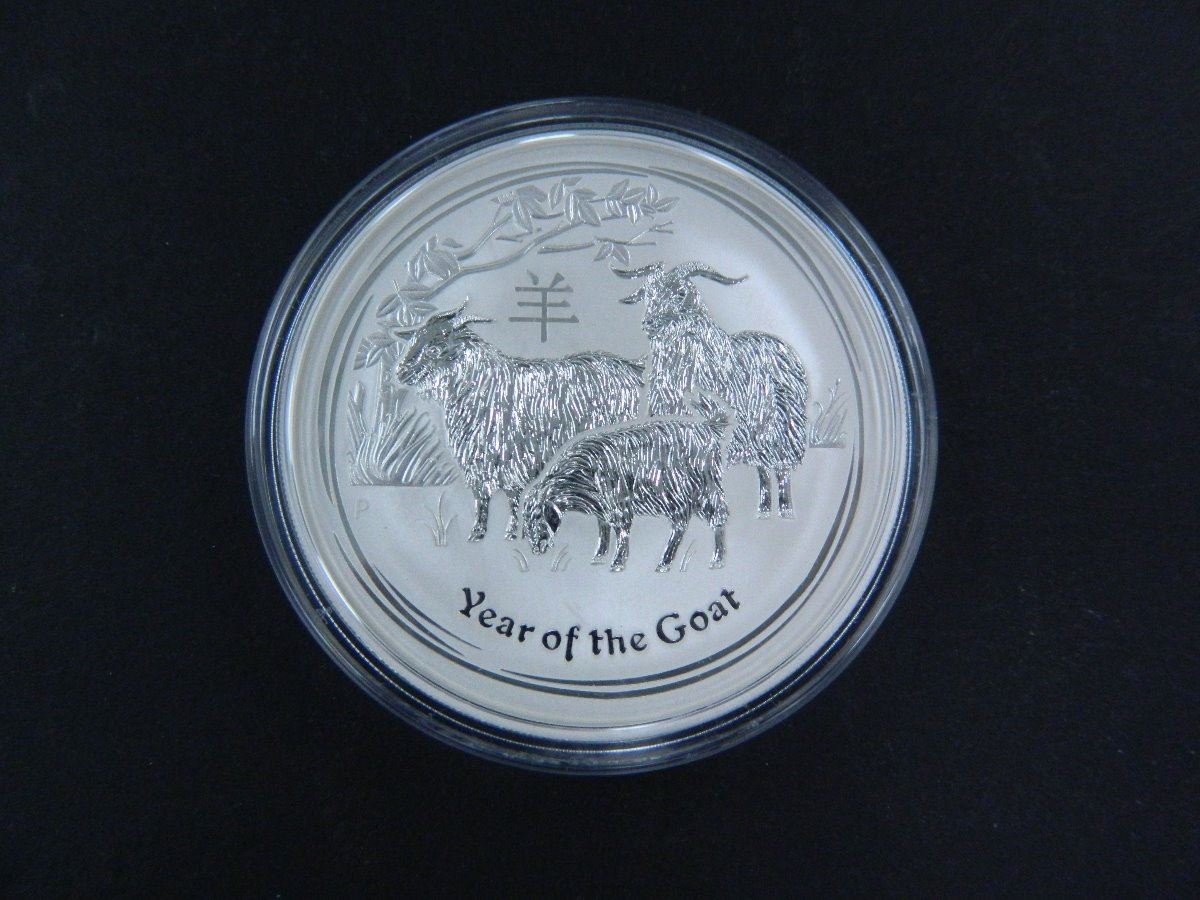 羊
P
Year of the Goat